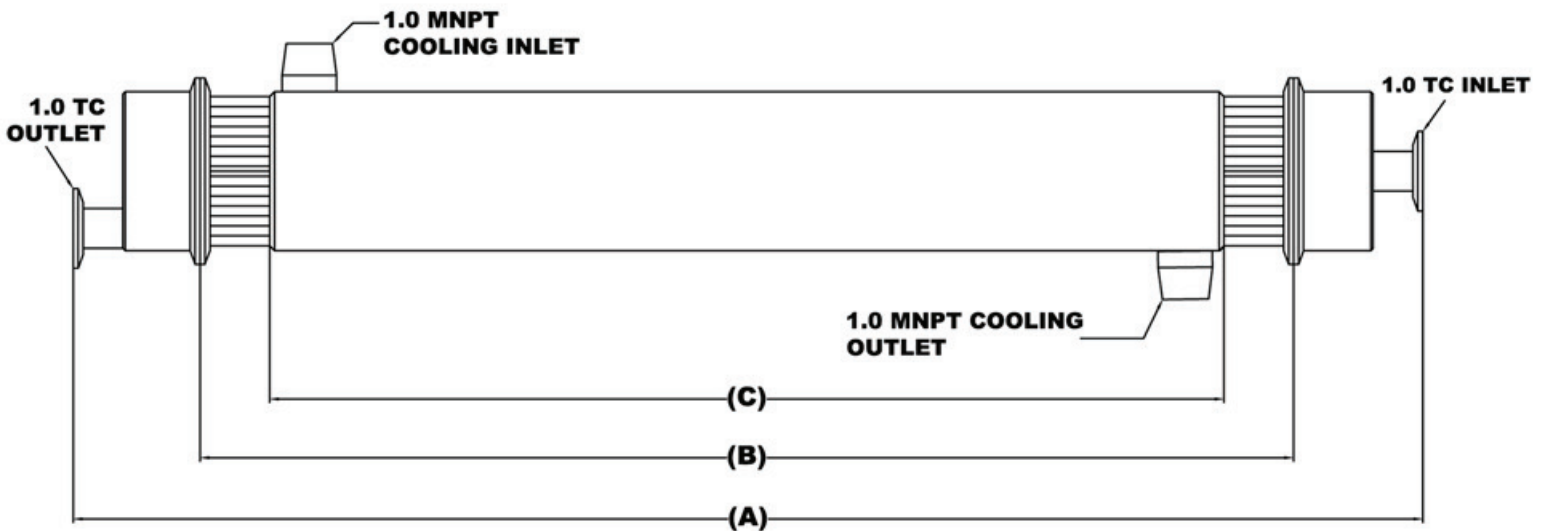 1.0 MNPT
COOLING INLET
1.0 TC
OUTLET
1.0 TC INLET
1.0 MNPT COOLING
OUTLET
(C)
(B)
(A)